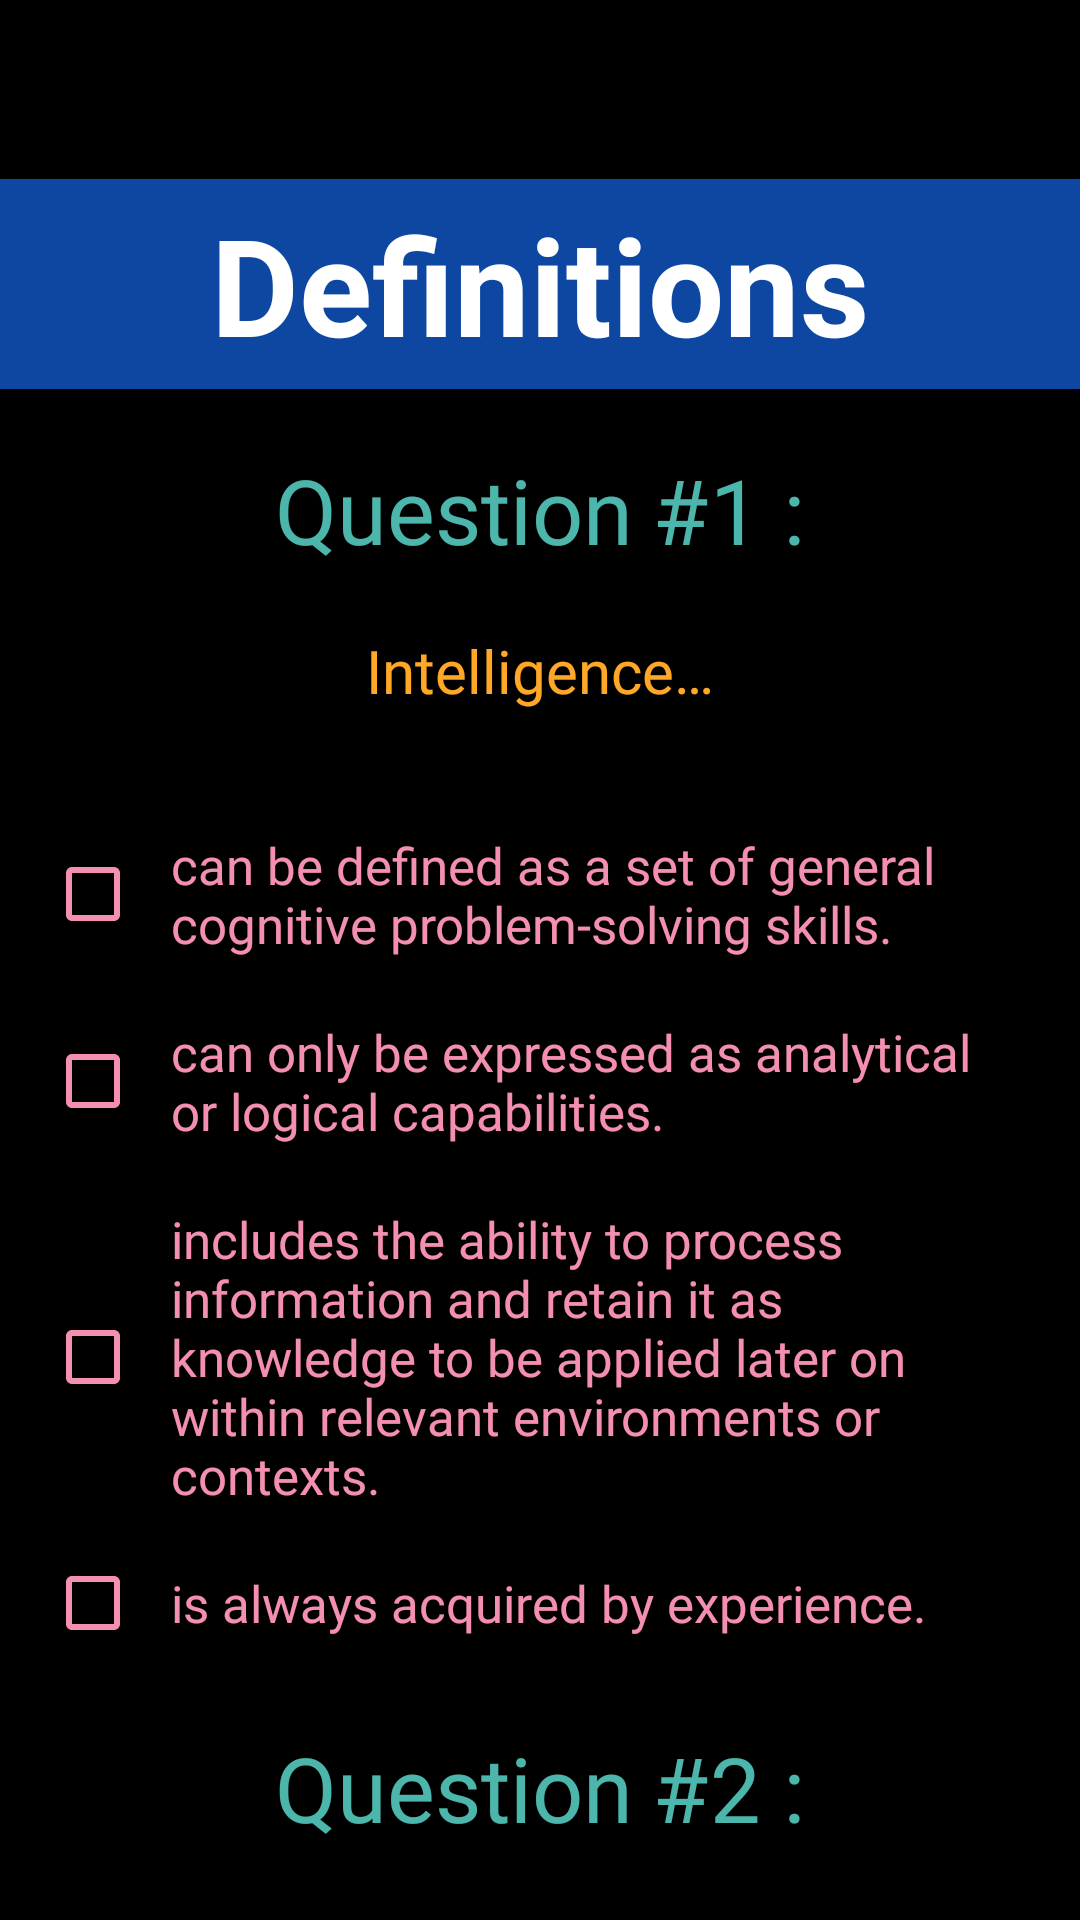 Definitions
Question #1 :
Intelligence...
can be defined as a set of general
cognitive problem-solving skills.
can only be expressed as analytical
or logical capabilities.
includes the ability to process
information and retain it as
knowledge to be applied later on
within relevant environments or
contexts.
is always acquired by experience.
Question #2 :